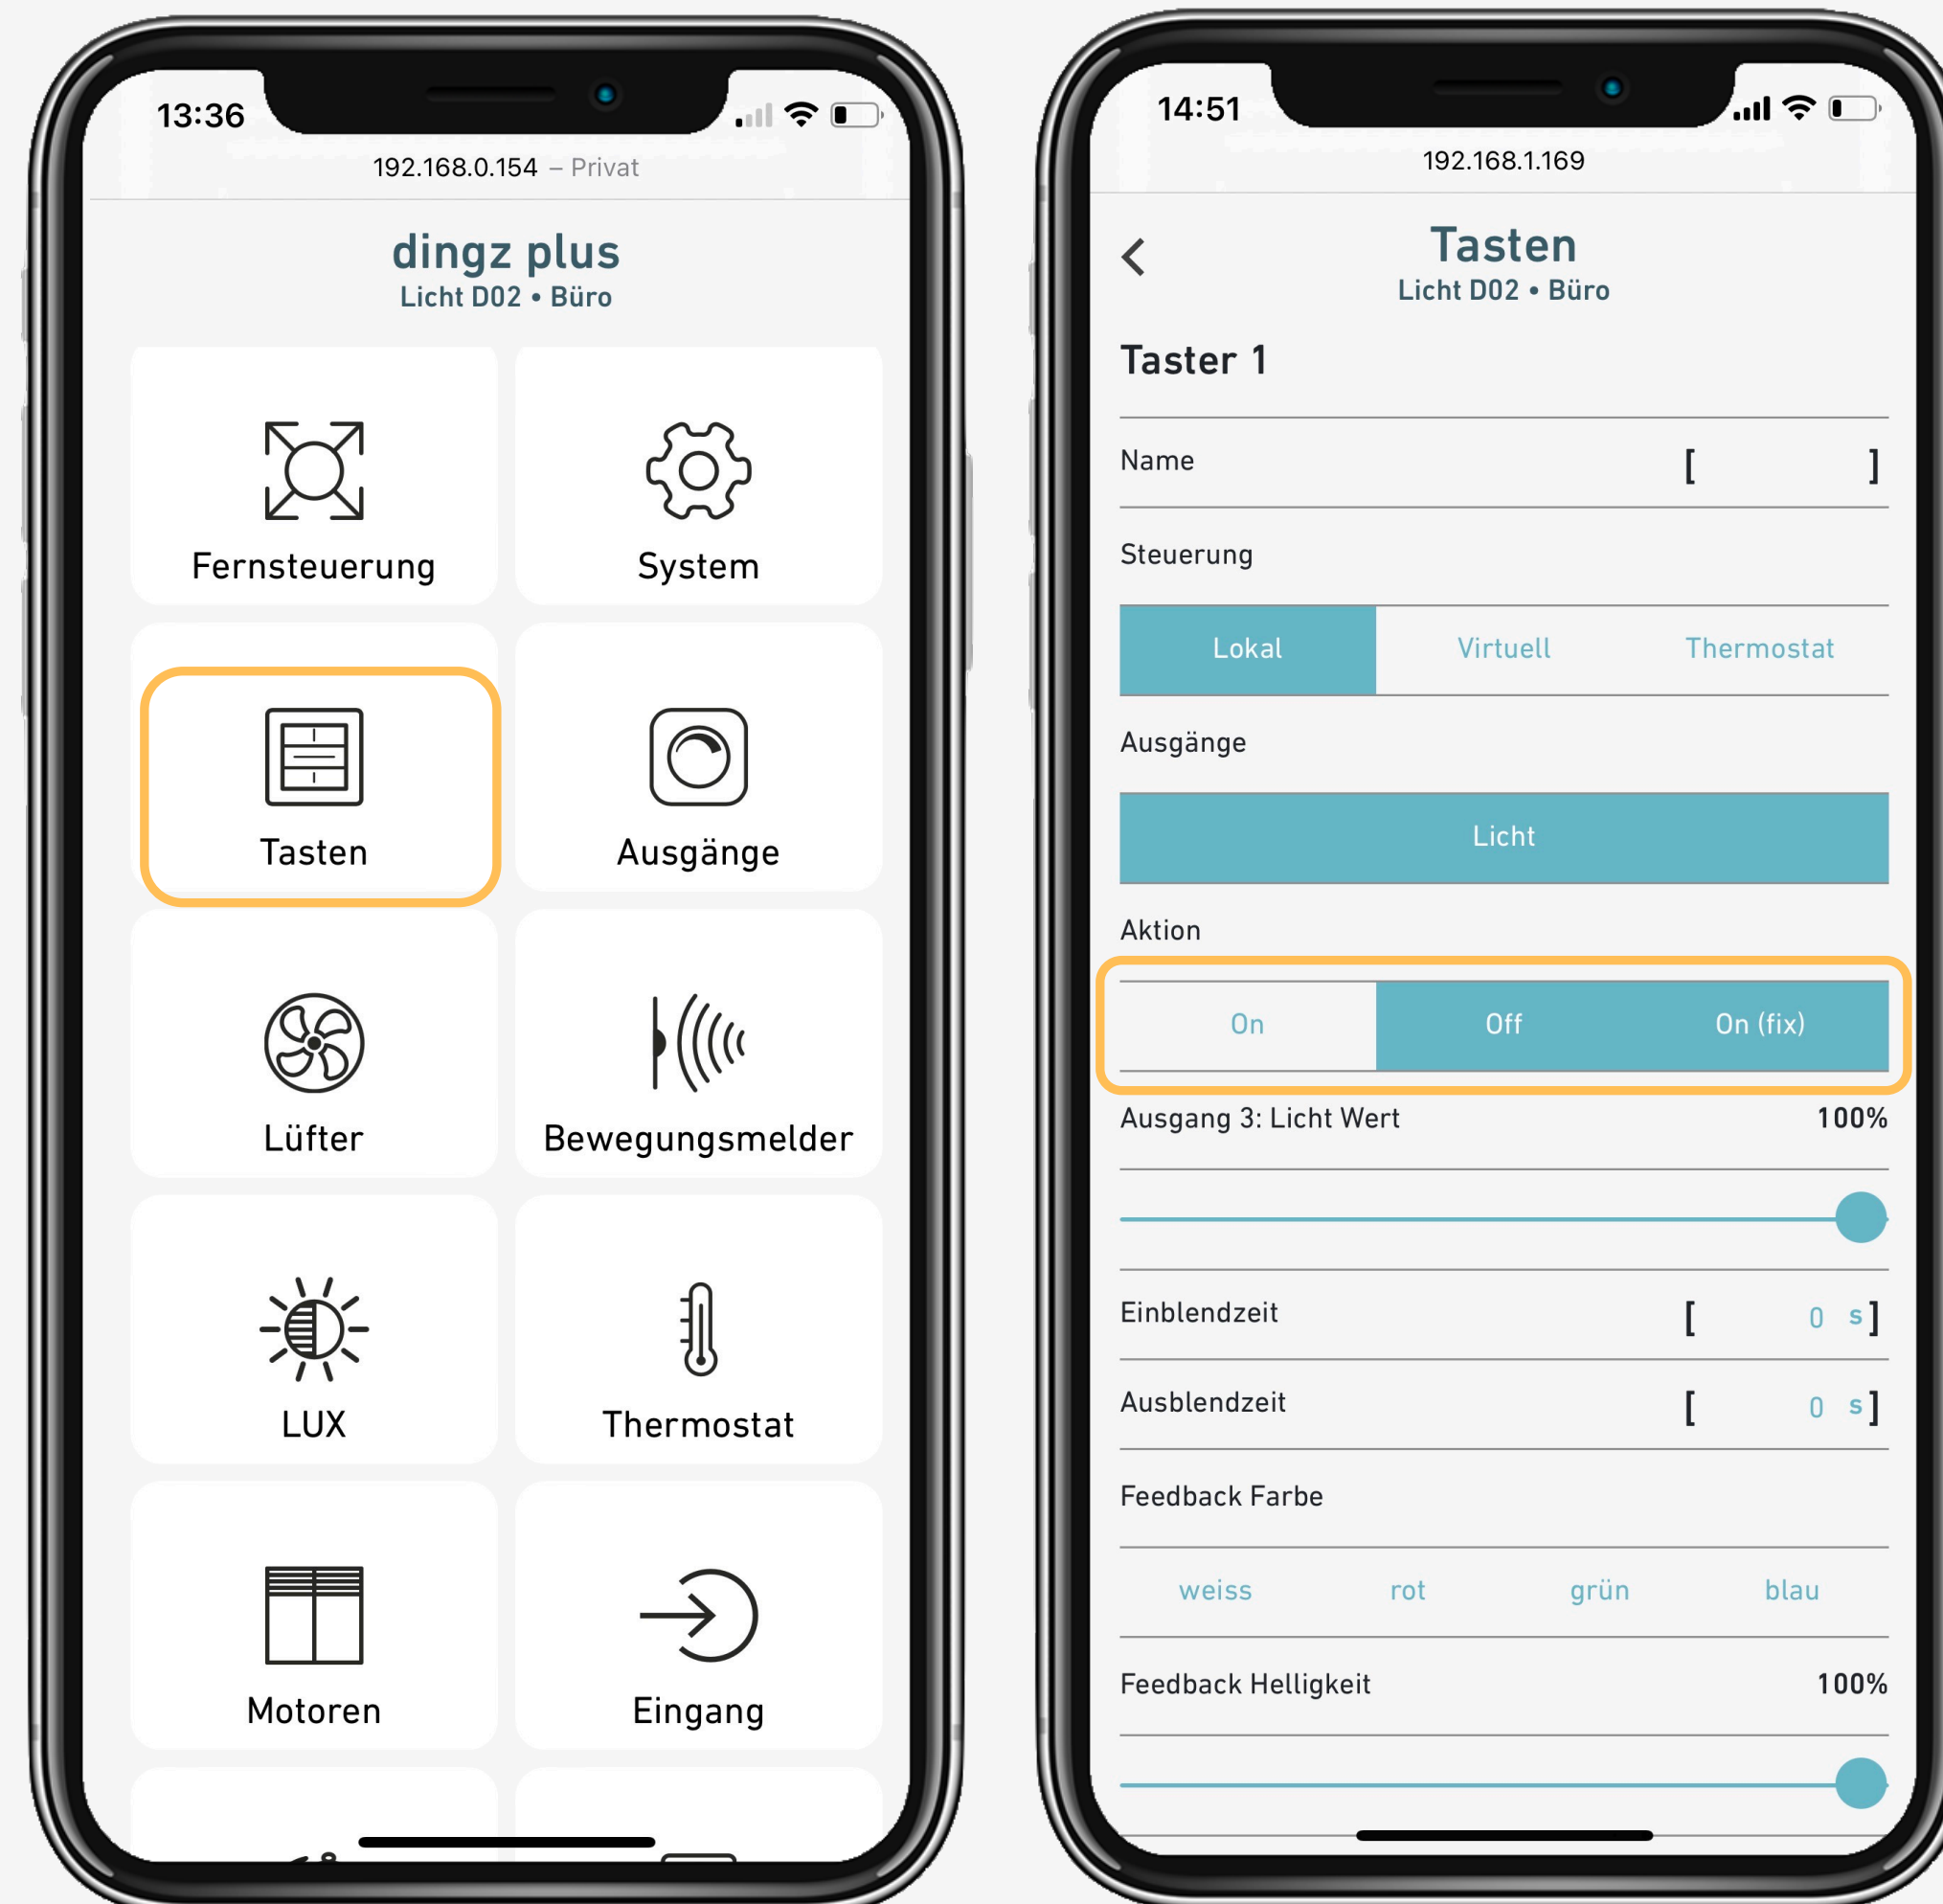 13:36
192.168.0.154 – Privat
dingz plus
Licht D02 • Büro
Fernsteuerung
System
Tasten
Ausgänge
Lüfter
Bewegungsmelder
LUX
Thermostat
Motoren
Eingang
14:51
192.168.1.169
Tasten
Licht D02 • Büro
Taster 1
Name [ ]
Steuerung
Lokal Virtuell Thermostat
Ausgänge
Licht
Aktion
On Off On (fix)
Ausgang 3: Licht Wert 100%
Einblendzeit [ 0 s ]
Ausblendzeit [ 0 s ]
Feedback Farbe
weiss rot grün blau
Feedback Helligkeit 100%